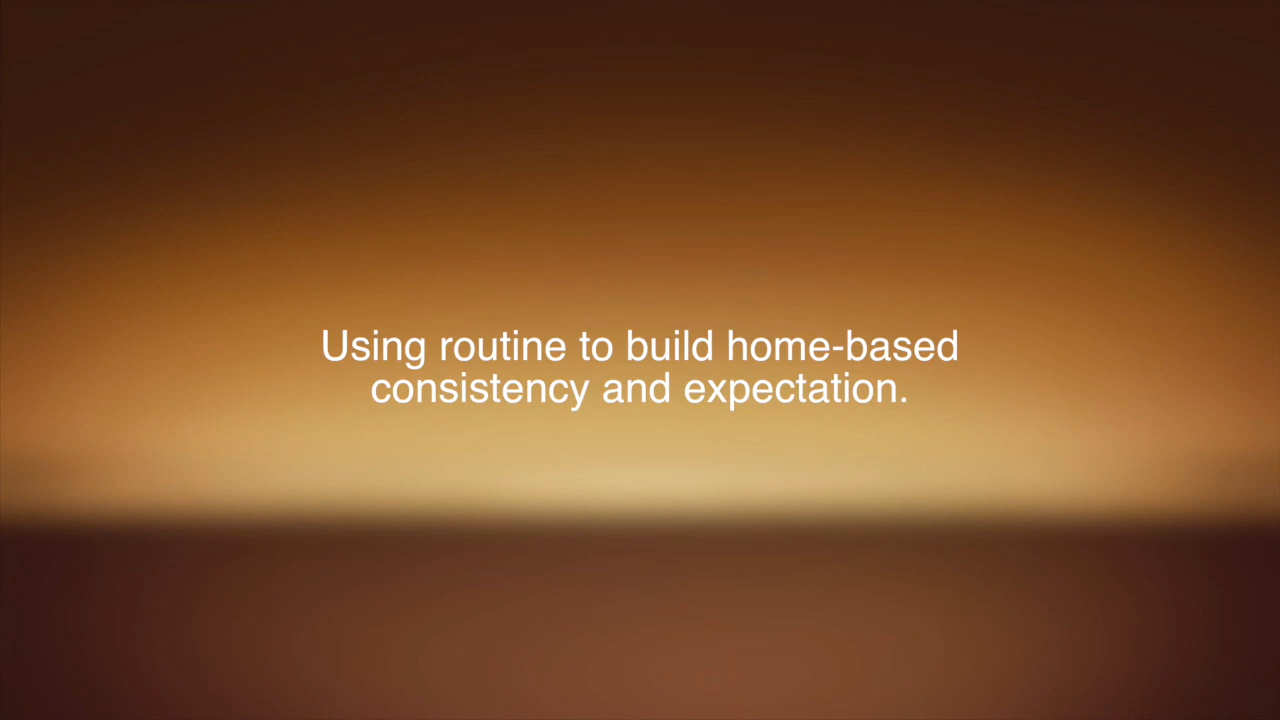 Using routine to build home-based
consistency and expectation.